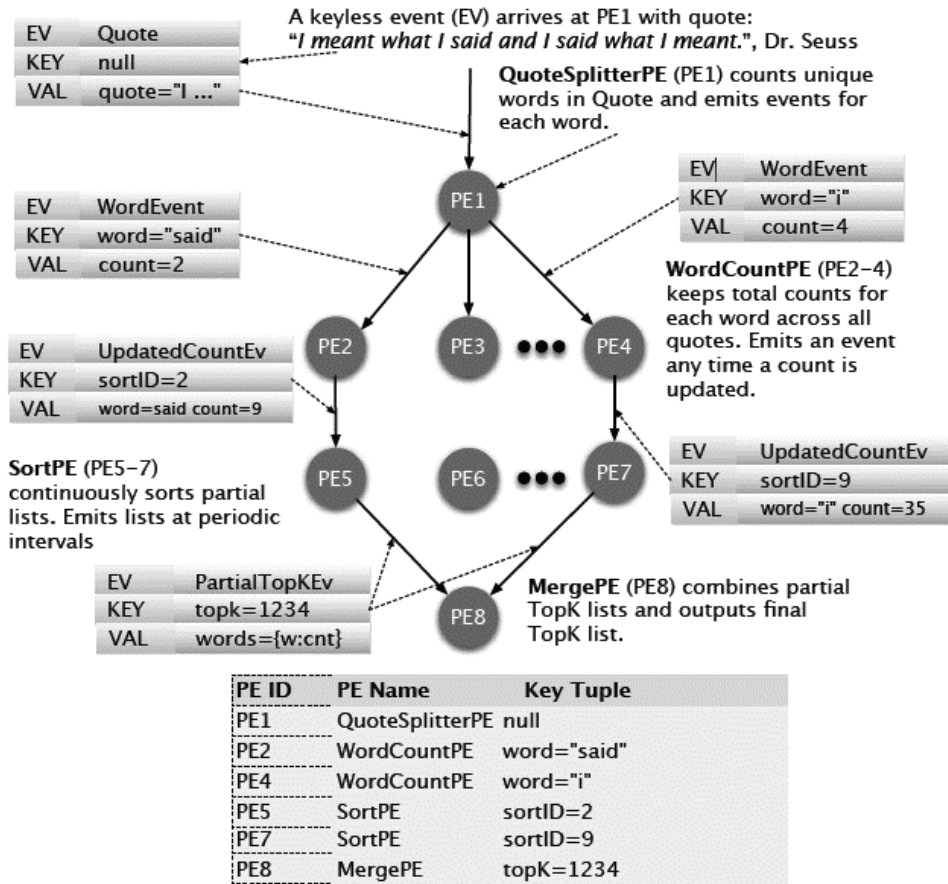 A keyless event (EV) arrives at PE1 with quote:
“I meant what I said and I said what I meant.”, Dr. Seuss
EV Quote
KEY null
VAL quote="I ..."
QuoteSplitterPE (PE1) counts unique
words in Quote and emits events for
each word.
PE1
EV WordEvent
KEY word="said"
VAL count=2
EV WordEvent
KEY word="i"
VAL count=4
WordCountPE (PE2-4)
keeps total counts for
each word across all
quotes. Emits an event
any time a count is
updated.
PE2 PE3 PE4
EV UpdatedCountEv
KEY sortID=2
VAL word=said count=9
EV UpdatedCountEv
KEY sortID=9
VAL word="i" count=35
SortPE (PE5-7)
continuously sorts partial
lists. Emits lists at periodic
intervals
PE5 PE6 PE7
EV PartialTopKEv
KEY topk=1234
VAL words={w:cnt}
PE8
MergePE (PE8) combines partial
TopK lists and outputs final
TopK list.
PE ID PE Name Key Tuple
PE1 QuoteSplitterPE null
PE2 WordCountPE word="said"
PE4 WordCountPE word="i"
PE5 SortPE sortID=2
PE7 SortPE sortID=9
PE8 MergePE topK=1234